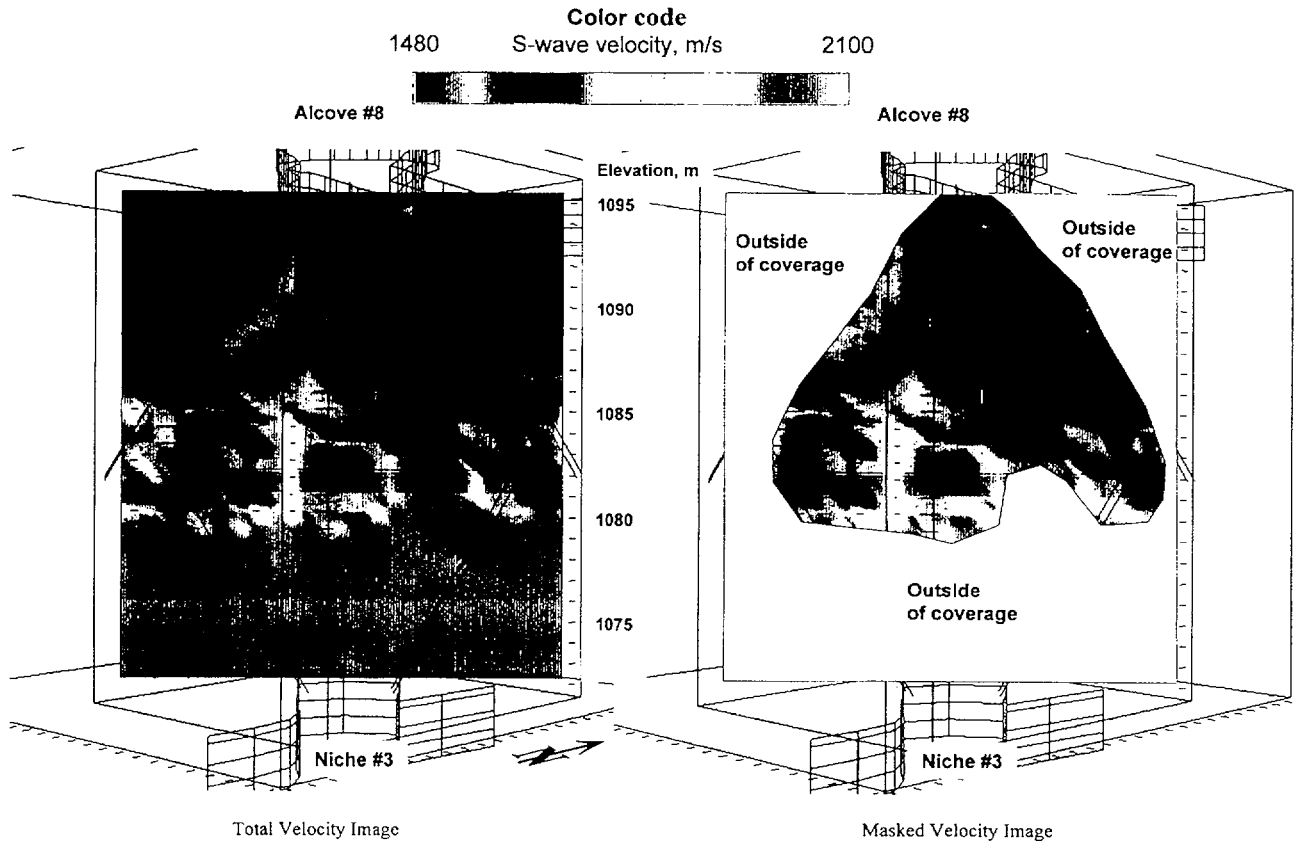 Color code
1480 S-wave velocity, m/s 2100
Alcove #8 Alcove #8
Elevation, m
1095
Outside
of coverage
Outside
of coverage
1090
1085
1080
Outside
of coverage
1075
Niche #3 Niche #3
Total Velocity Image Masked Velocity Image